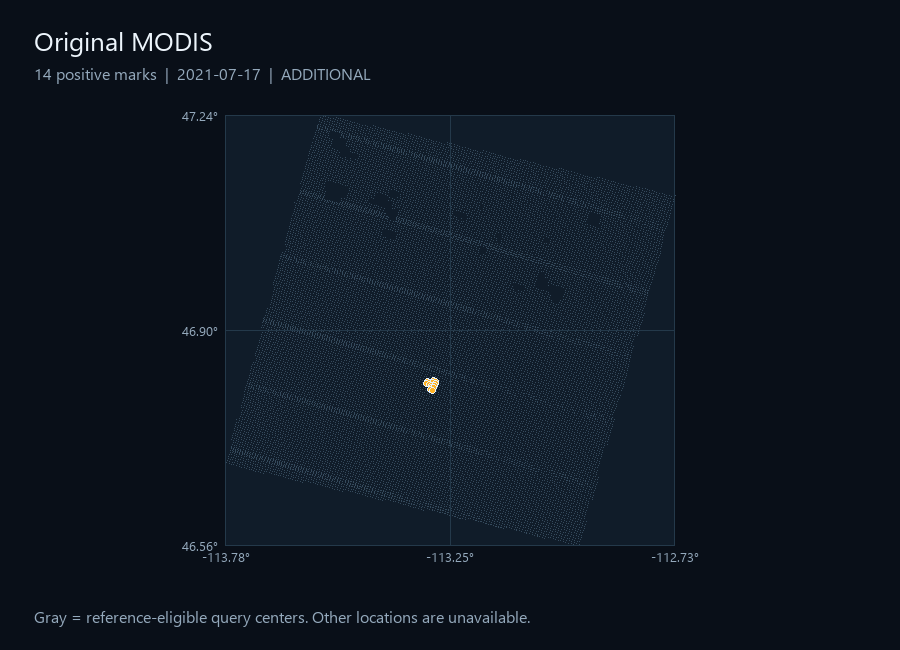 Original MODIS
14 positive marks | 2021-07-17 | ADDITIONAL
47.24°
46.90°
46.56°
-113.78°
-113.25°
-112.73°
Gray = reference-eligible query centers. Other locations are unavailable.